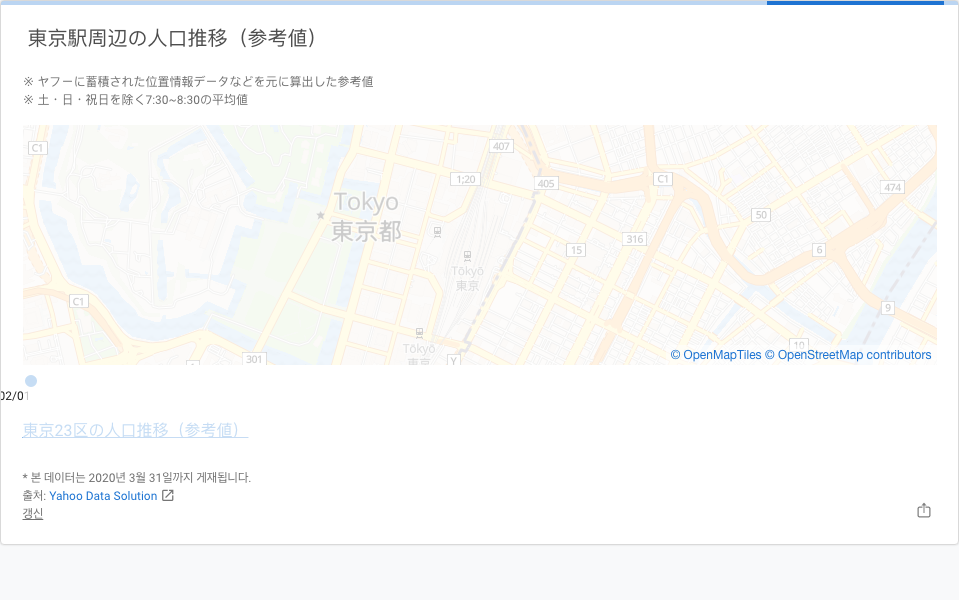 東京駅周辺の人口推移（参考値）
※ ヤフーに蓄積された位置情報データなどを元に算出した参考値
※ 土・日・祝日を除く7:30~8:30の平均値
C1
407
1;20
405
C1
474
Tokyo
東京都
50
316
15
6
Tōkyō
東京
C1
9
10
301
Tōkyō
東京
Y
© OpenMapTiles © OpenStreetMap contributors
02/01
東京23区の人口推移（参考値）
* 본 데이터는 2020년 3월 31일까지 게재됩니다.
출처: Yahoo Data Solution
갱신